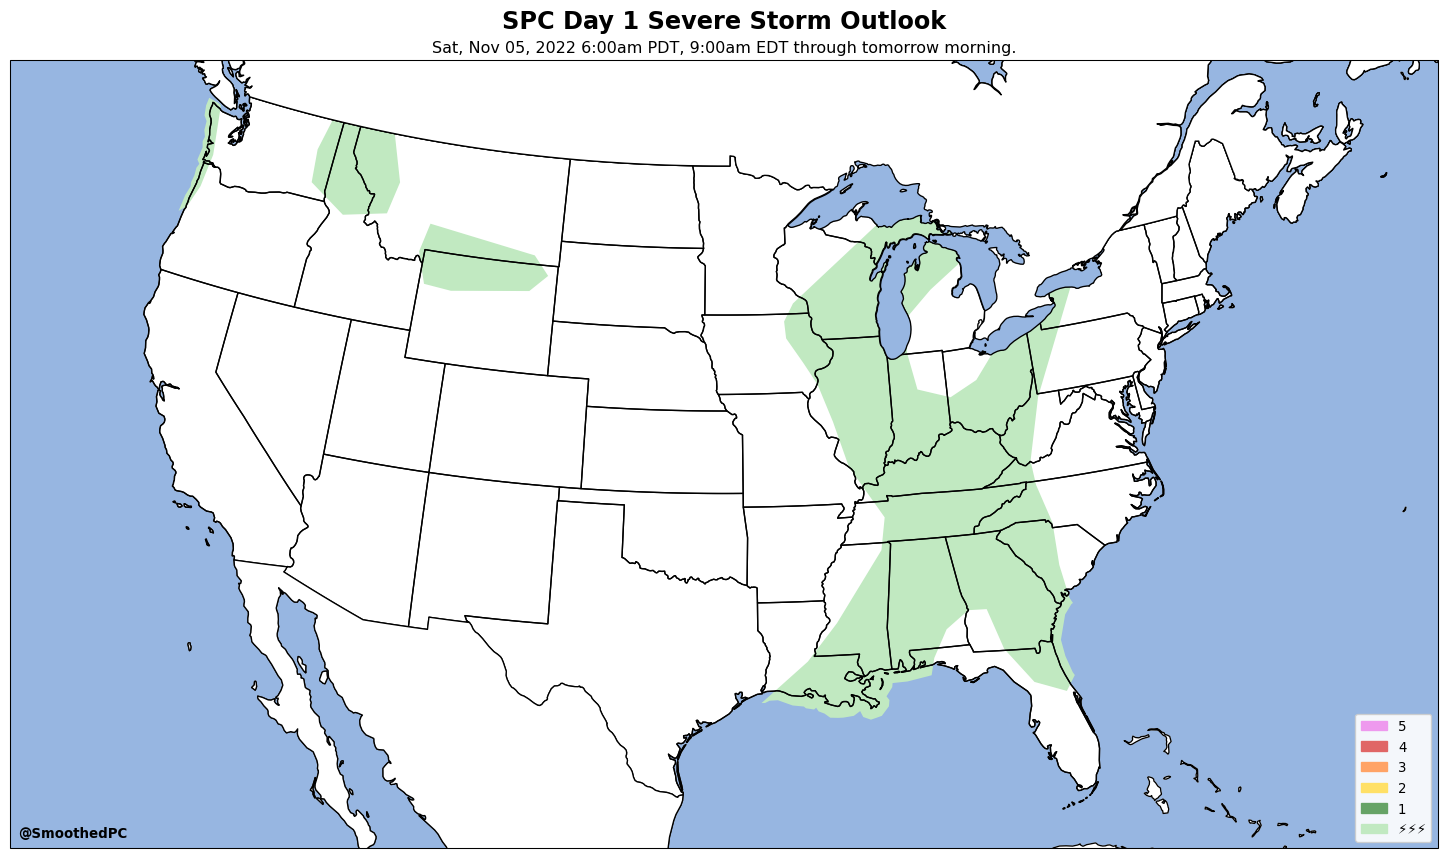 SPC Day 1 Severe Storm Outlook
Sat, Nov 05, 2022 6:00am PDT, 9:00am EDT through tomorrow morning.
5
4
3
2
1
⚡⚡⚡
@SmoothedPC